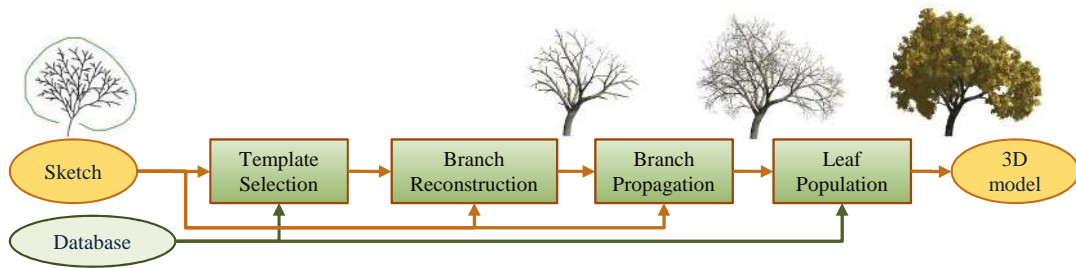 Sketch
Template
Selection
Branch
Reconstruction
Branch
Propagation
Leaf
Population
3D
model
Database